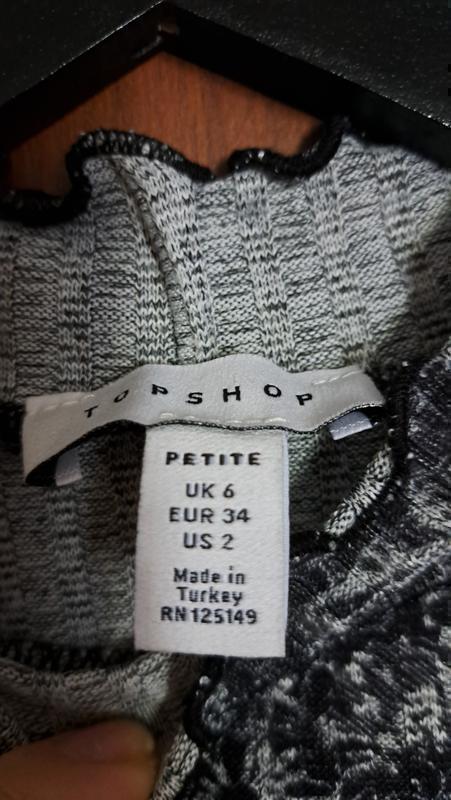 TOPSHOP
PETITE
UK 6
EUR 34
US 2
Made in
Turkey
RN125149